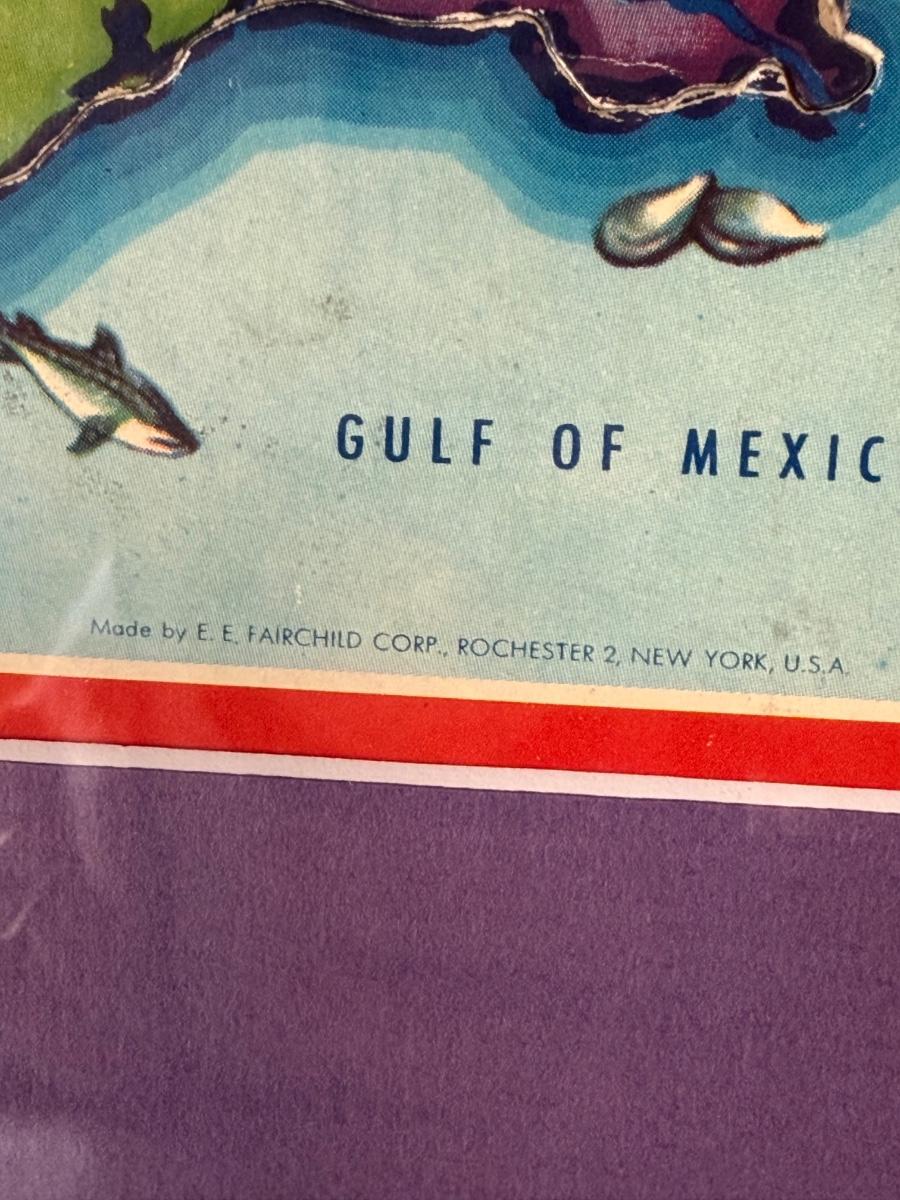 GULF OF MEXIC
Made by E. E. FAIRCHILD CORP., ROCHESTER 2, NEW YORK, U.S.A.